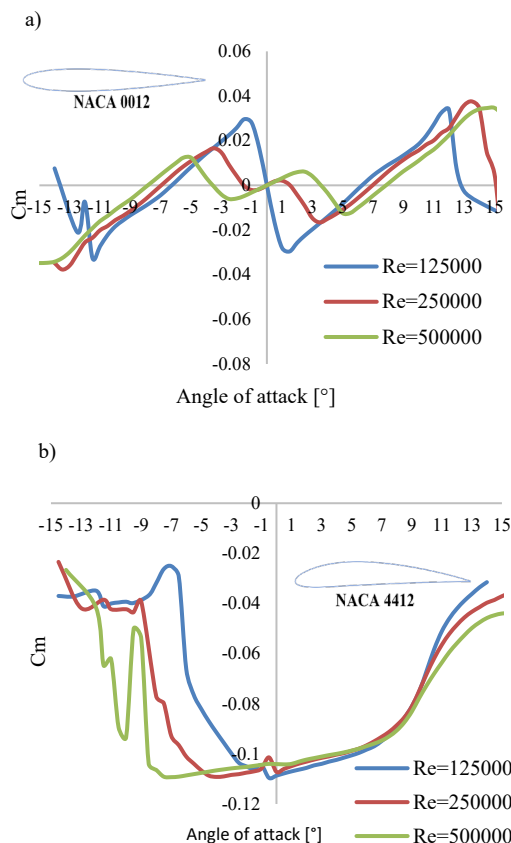 a)
0.06
0.04
0.02
0
-0.02
-0.04
-0.06
-0.08
-15 -13 -11 -9 -7 -5 -3 -1 1 3 5 7 9 11 13 15
Cm
NACA 0012
Re=125000
Re=250000
Re=500000
Angle of attack [°]
b)
0
-15 -13 -11 -9 -7 -5 -3 -1 1 3 5 7 9 11 13 15
-0.02
-0.04
-0.06
-0.08
-0.1
-0.12
Cm
NACA 4412
Re=125000
Re=250000
Re=500000
Angle of attack [°]